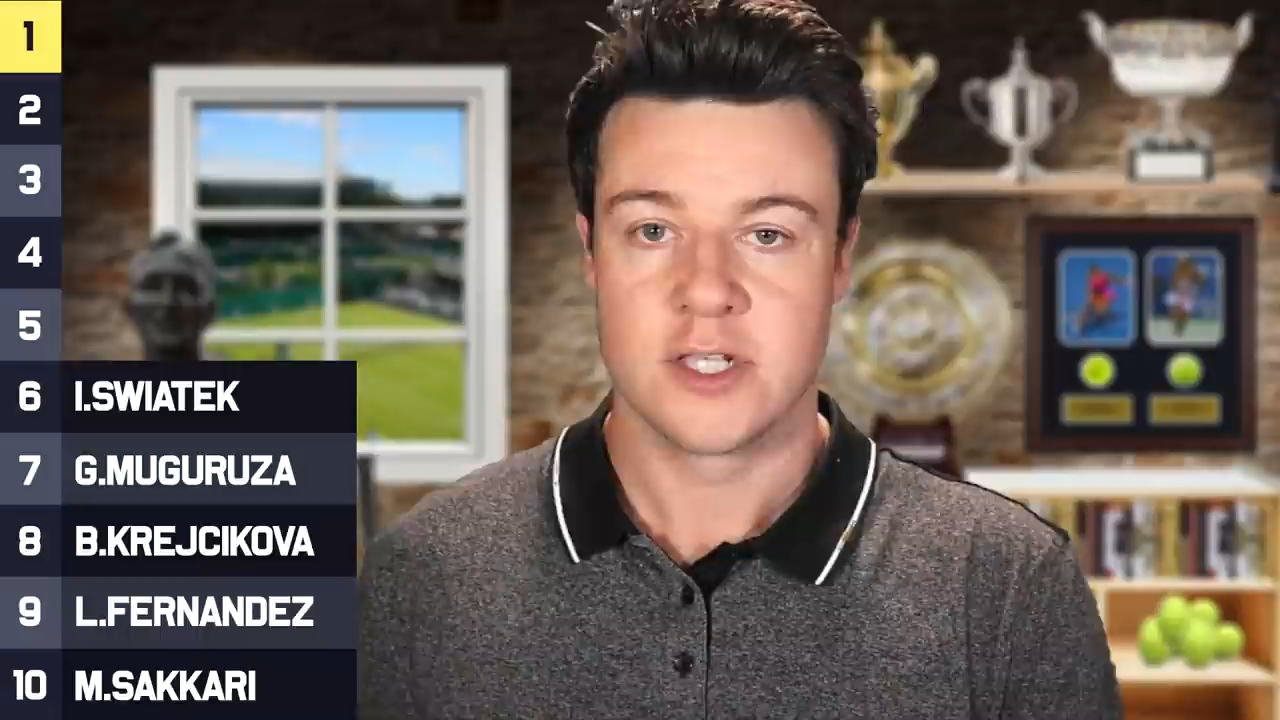 1
2
3
4
5
6 I.SWIATEK
7 G.MUGURUZA
8 B.KREJCIKOVA
9 L.FERNANDEZ
10 M.SAKKARI